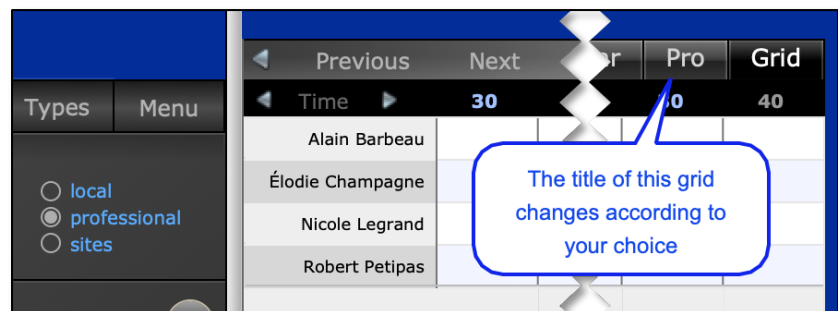 Previous Next Pro Grid
Types Menu
Time 30 40
Alain Barbeau
Élodie Champagne
Nicole Legrand
Robert Petipas
local
professional
sites
The title of this grid
changes according to
your choice